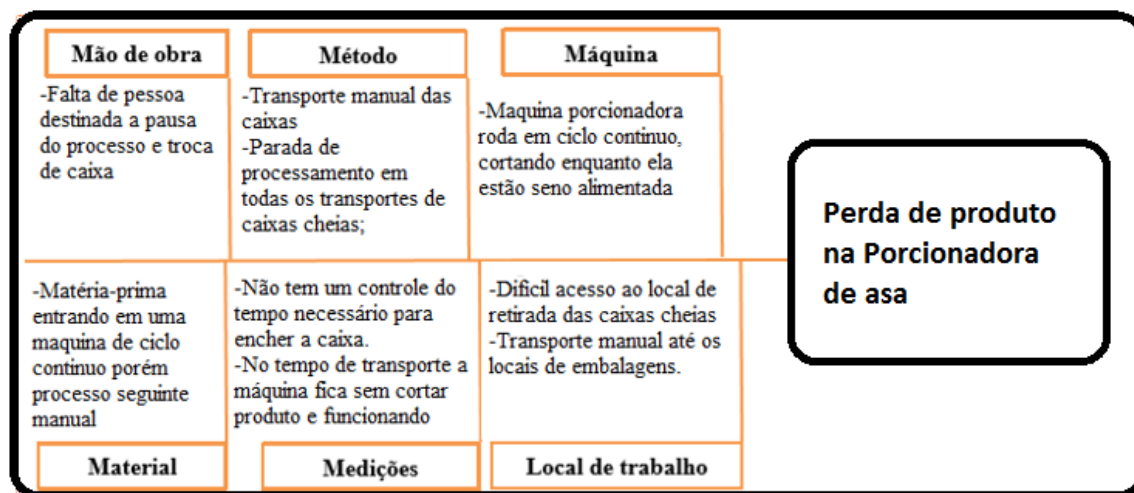 Mão de obra
-Falta de pessoa
destinada a pausa
do processo e troca
de caixa
Método
-Transporte manual das
caixas
-Parada de
processamento em
todas os transportes de
caixas cheias;
Máquina
-Maquina porcionadora
roda em ciclo continuo,
cortando enquanto ela
estão seno alimentada
Perda de produto
na Porcionadora
de asa
-Matéria-prima
entrando em uma
maquina de ciclo
continuo porém
processo seguinte
manual
Material
-Não tem um controle do
tempo necessário para
encher a caixa.
-No tempo de transporte a
máquina fica sem cortar
produto e funcionando
Medições
-Dificil acesso ao local de
retirada das caixas cheias
-Transporte manual até os
locais de embalagens.
Local de trabalho